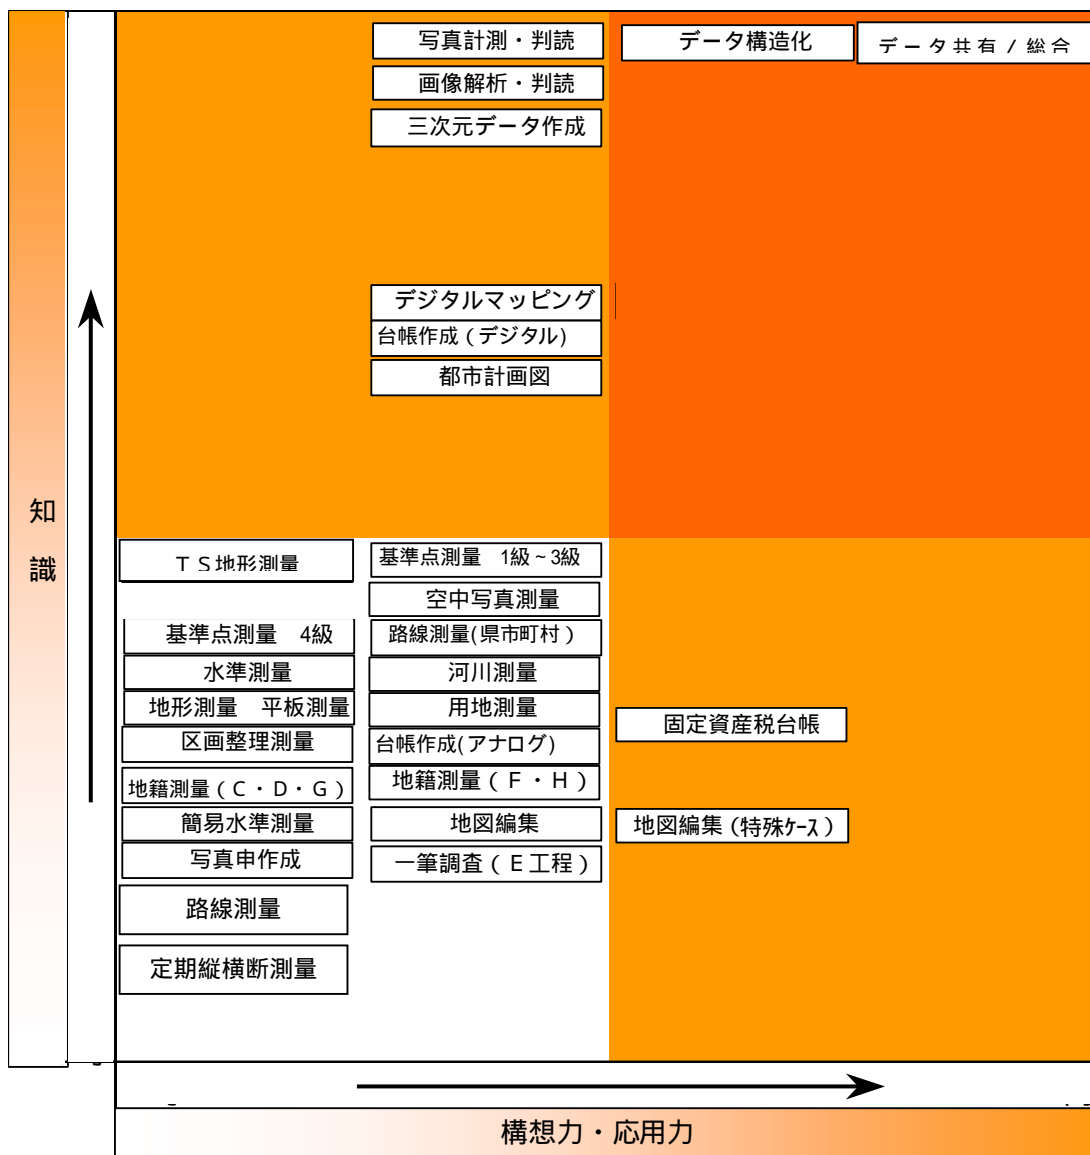 写真計測・判読
データ構造化
データ共有/総合
画像解析・判読
三次元データ作成
デジタルマッピング
台帳作成(デジタル)
都市計画図
知
識
TS地形測量
基準点測量 1級~3級
空中写真測量
基準点測量 4級
路線測量(県市町村)
水準測量
河川測量
地形測量 平板測量
用地測量
固定資産税台帳
区画整理測量
台帳作成(アナログ)
地籍測量(C・D・G)
地籍測量(F・H)
簡易水準測量
地図編集
地図編集(特殊ケース)
写真申作成
一筆調査(E工程)
路線測量
定期縦横断測量
構想力・応用力